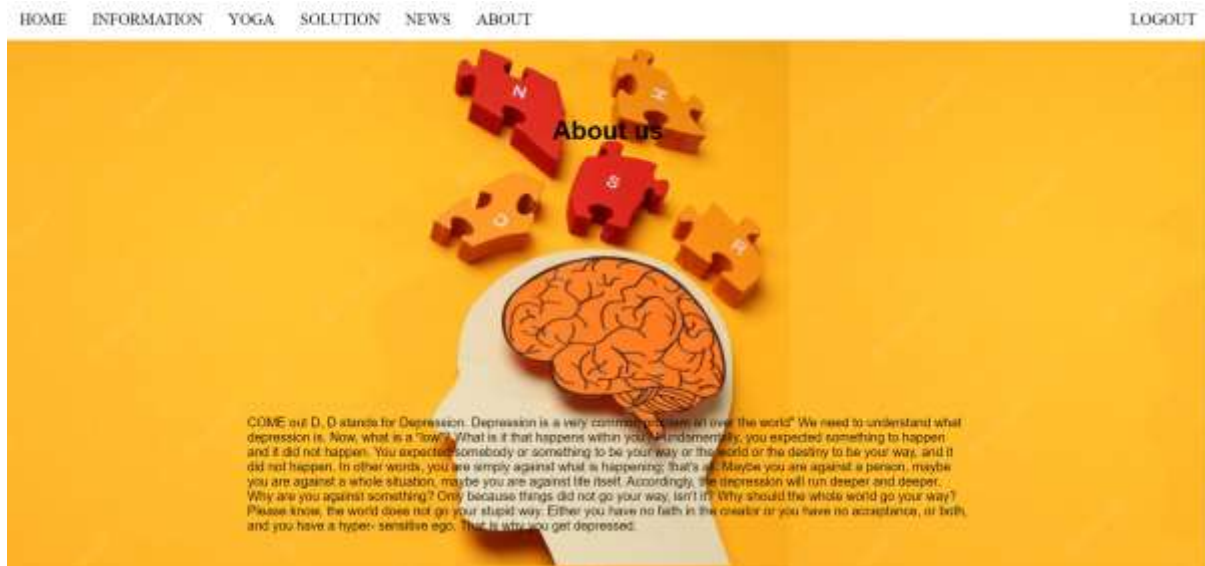 HOME INFORMATION YOGA SOLUTION NEWS ABOUT LOGOUT
N
H
About us
S
O
R
COME out D, D stands for Depression. Depression is a very common problem all over the world" We need to understand what
depression is. Now, what is a "low"? What is it that happens within you? Fundamentally, you expected something to happen
and it did not happen. You expected somebody or something to be your way or the world or the destiny to be your way, and it
did not happen. In other words, you are simply against what is happening; that's all. Maybe you are against a person, maybe
you are against a whole situation, maybe you are against life itself. Accordingly, the depression will run deeper and deeper.
Why are you against something? Only because things did not go your way, isn't it? Why should the whole world go your way?
Please know, the world does not go your stupid way. Either you have no faith in the creator or you have no acceptance, or both,
and you have a hyper- sensitive ego. That is why you get depressed.